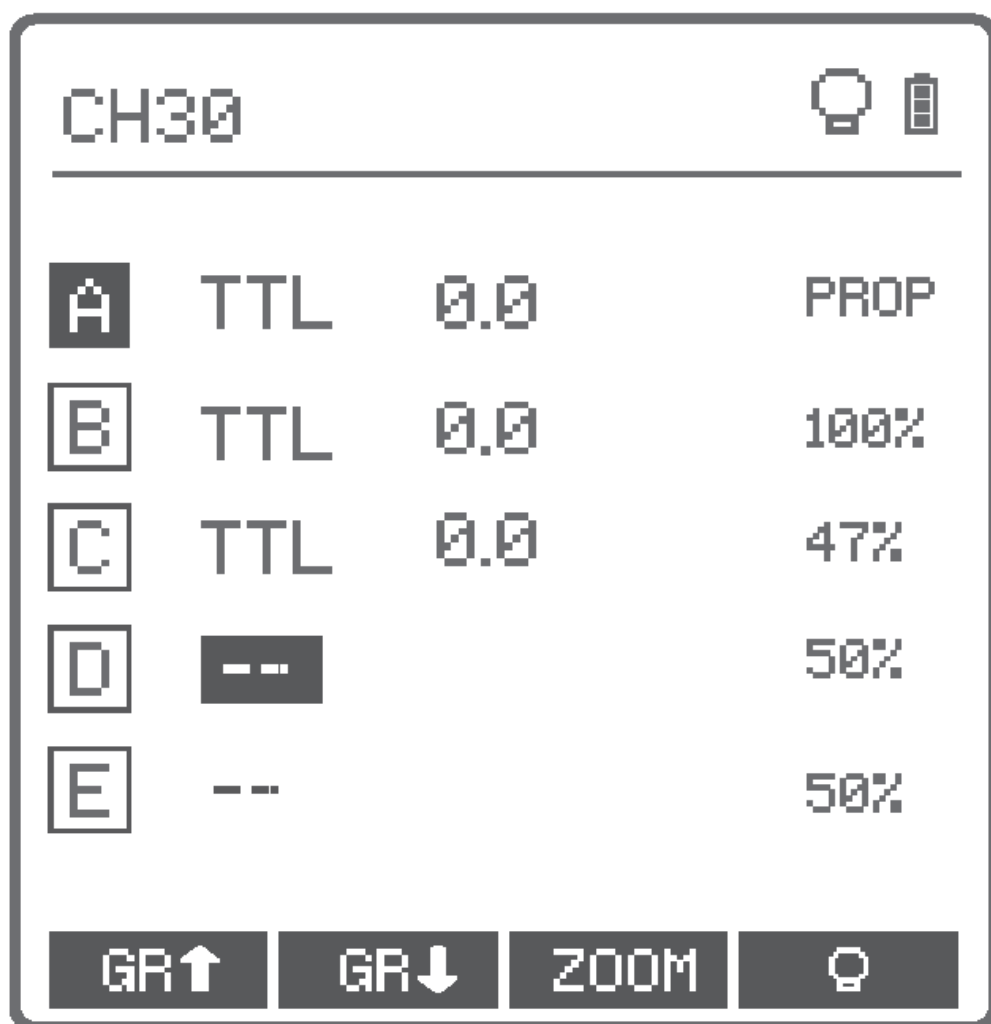 CH30
A TTL 0.0 PROP
B TTL 0.0 100%
C TTL 0.0 47%
D -- 50%
E -- 50%
GR↑ GR↓ ZOOM